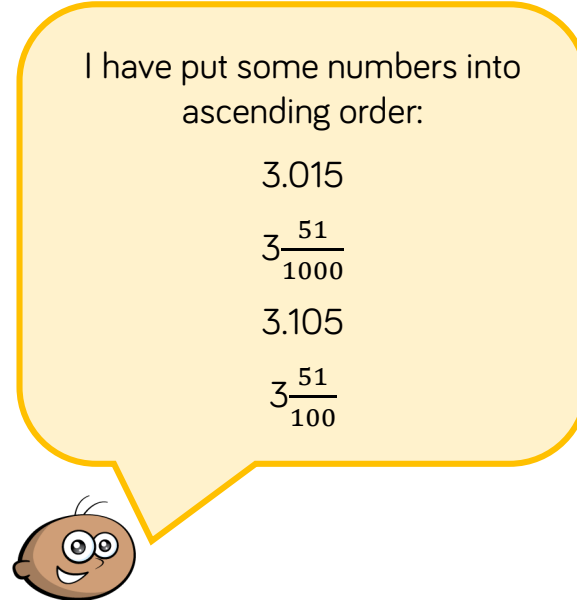 I have put some numbers into
ascending order:
3.015
3 51/1000
3.105
3 51/100